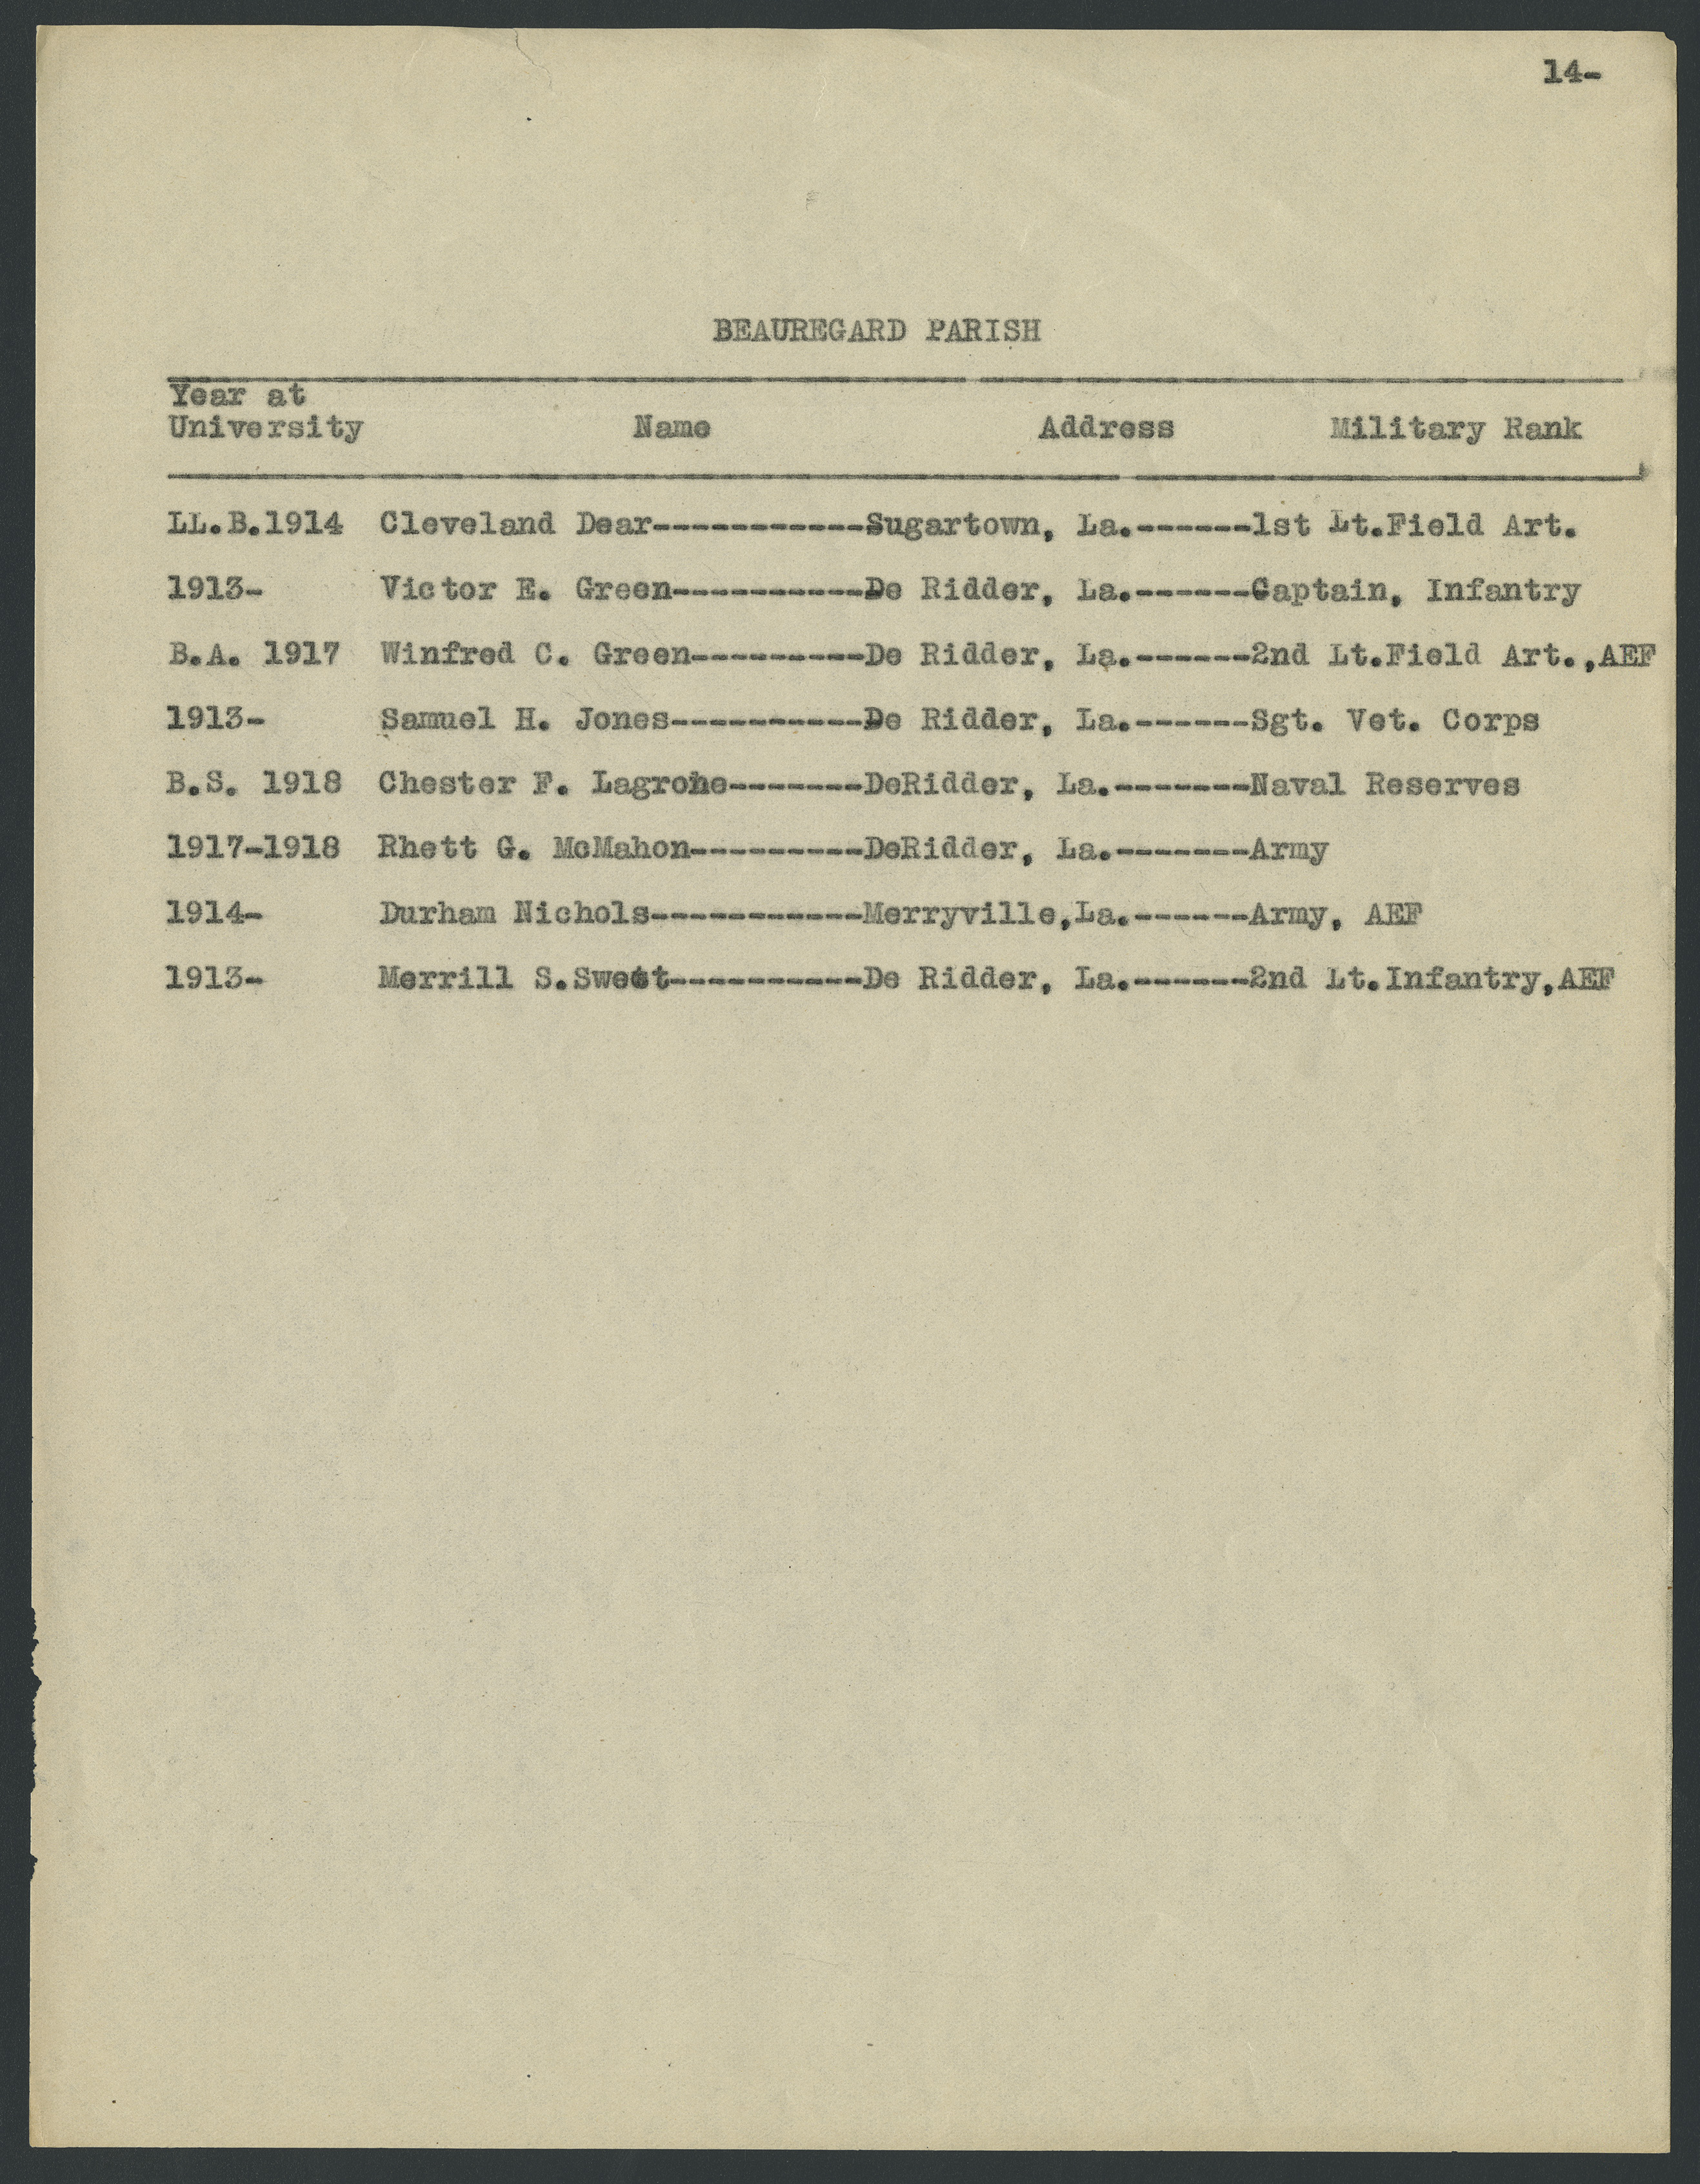 14-
BEAUREGARD PARISH
Year at
University Name Address Military Rank
LL.B.1914 Cleveland Dear-----------Sugartown, La.------1st Lt.Field Art.
1913- Victor E. Green----------De Ridder, La.------Captain, Infantry
B.A. 1917 Winfred C. Green---------De Ridder, La.------2nd Lt.Field Art.,AEF
1913- Samuel H. Jones----------De Ridder, La.------Sgt. Vet. Corps
B.S. 1918 Chester F. Lagrone-------DeRidder, La.-------Naval Reserves
1917-1918 Rhett G. McMahon---------DeRidder, La.-------Army
1914- Durham Nichols-----------Merryville,La.------Army, AEF
1913- Merrill S.Sweet----------De Ridder, La.------2nd Lt.Infantry,AEF